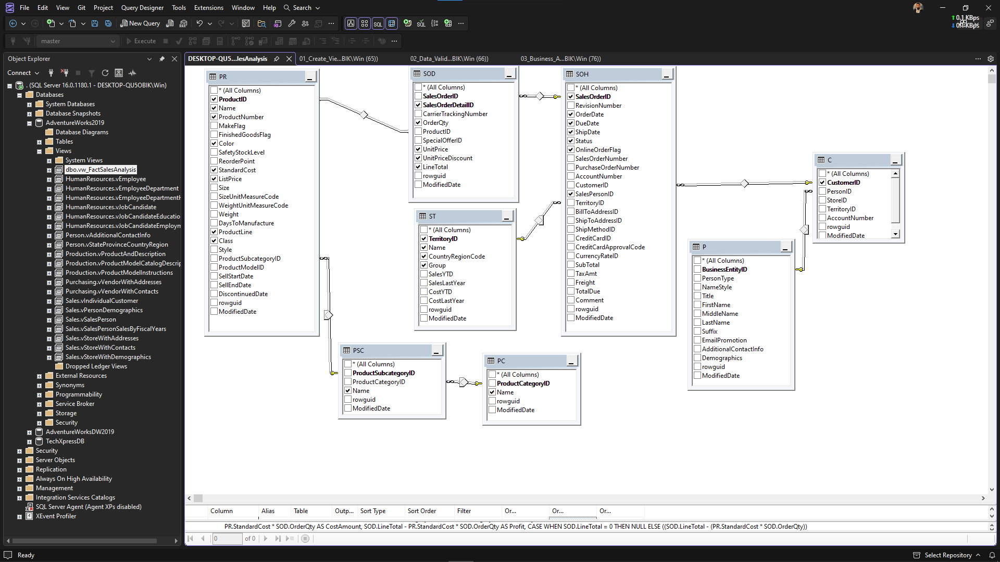 File Edit View Git Project Query Designer Tools Extensions Window Help Search
0.1 KBps
New Query DAX SQL SQL
master Execute
Object Explorer
Connect
. (SQL Server 16.0.1180.1 - DESKTOP-QU5OBIK\Win)
Databases
System Databases
Database Snapshots
AdventureWorks2019
Database Diagrams
Tables
Views
System Views
dbo.vw_FactSalesAnalysis
HumanResources.vEmployee
HumanResources.vEmployeeDepartment
HumanResources.vEmployeeDepartmentH
HumanResources.vJobCandidate
HumanResources.vJobCandidateEducatio
HumanResources.vJobCandidateEmploym
Person.vAdditionalContactInfo
Person.vStateProvinceCountryRegion
Production.vProductAndDescription
Production.vProductModelCatalogDescrip
Production.vProductModelInstructions
Purchasing.vVendorWithAddresses
Purchasing.vVendorWithContacts
Sales.vIndividualCustomer
Sales.vPersonDemographics
Sales.vSalesPerson
Sales.vSalesPersonSalesByFiscalYears
Sales.vStoreWithAddresses
Sales.vStoreWithContacts
Sales.vStoreWithDemographics
Dropped Ledger Views
External Resources
Synonyms
Programmability
Service Broker
Storage
Security
AdventureWorksDW2019
TechXpressDB
Security
Server Objects
Replication
Always On High Availability
Management
Integration Services Catalogs
SQL Server Agent (Agent XPs disabled)
XEvent Profiler
DESKTOP-QU5...lesAnalysis 01_Create_Vie...BIK\Win (65)) 02_Data_Valid...BIK\Win (66)) 03_Business_A...BIK\Win (76))
PR
* (All Columns)
ProductID
Name
ProductNumber
MakeFlag
FinishedGoodsFlag
Color
SafetyStockLevel
ReorderPoint
StandardCost
ListPrice
Size
SizeUnitMeasureCode
WeightUnitMeasureCode
Weight
DaysToManufacture
ProductLine
Class
Style
ProductSubcategoryID
ProductModelID
SellStartDate
SellEndDate
DiscontinuedDate
rowguid
ModifiedDate
SOD
* (All Columns)
SalesOrderID
SalesOrderDetailID
CarrierTrackingNumber
OrderQty
ProductID
SpecialOfferID
UnitPrice
UnitPriceDiscount
LineTotal
rowguid
ModifiedDate
ST
* (All Columns)
TerritoryID
Name
CountryRegionCode
Group
SalesYTD
SalesLastYear
CostYTD
CostLastYear
rowguid
ModifiedDate
SOH
* (All Columns)
SalesOrderID
RevisionNumber
OrderDate
DueDate
ShipDate
Status
OnlineOrderFlag
SalesOrderNumber
PurchaseOrderNumber
AccountNumber
CustomerID
SalesPersonID
TerritoryID
BillToAddressID
ShipToAddressID
ShipMethodID
CreditCardID
CreditCardApprovalCode
CurrencyRateID
SubTotal
TaxAmt
Freight
TotalDue
Comment
rowguid
ModifiedDate
C
* (All Columns)
CustomerID
PersonID
StoreID
TerritoryID
AccountNumber
rowguid
ModifiedDate
P
* (All Columns)
BusinessEntityID
PersonType
NameStyle
Title
FirstName
MiddleName
LastName
Suffix
EmailPromotion
AdditionalContactInfo
Demographics
rowguid
ModifiedDate
PSC
* (All Columns)
ProductSubcategoryID
ProductCategoryID
Name
rowguid
ModifiedDate
PC
* (All Columns)
ProductCategoryID
Name
rowguid
ModifiedDate
Column Alias Table Outp... Sort Type Sort Order Filter Or... Or... Or...
PR.StandardCost * SOD.OrderQty AS CostAmount, SOD.LineTotal - PR.StandardCost * SOD.OrderQty AS Profit, CASE WHEN SOD.LineTotal = 0 THEN NULL ELSE ((SOD.LineTotal - (PR.StandardCost * SOD.OrderQty))
0 of 0
Ready Select Repository